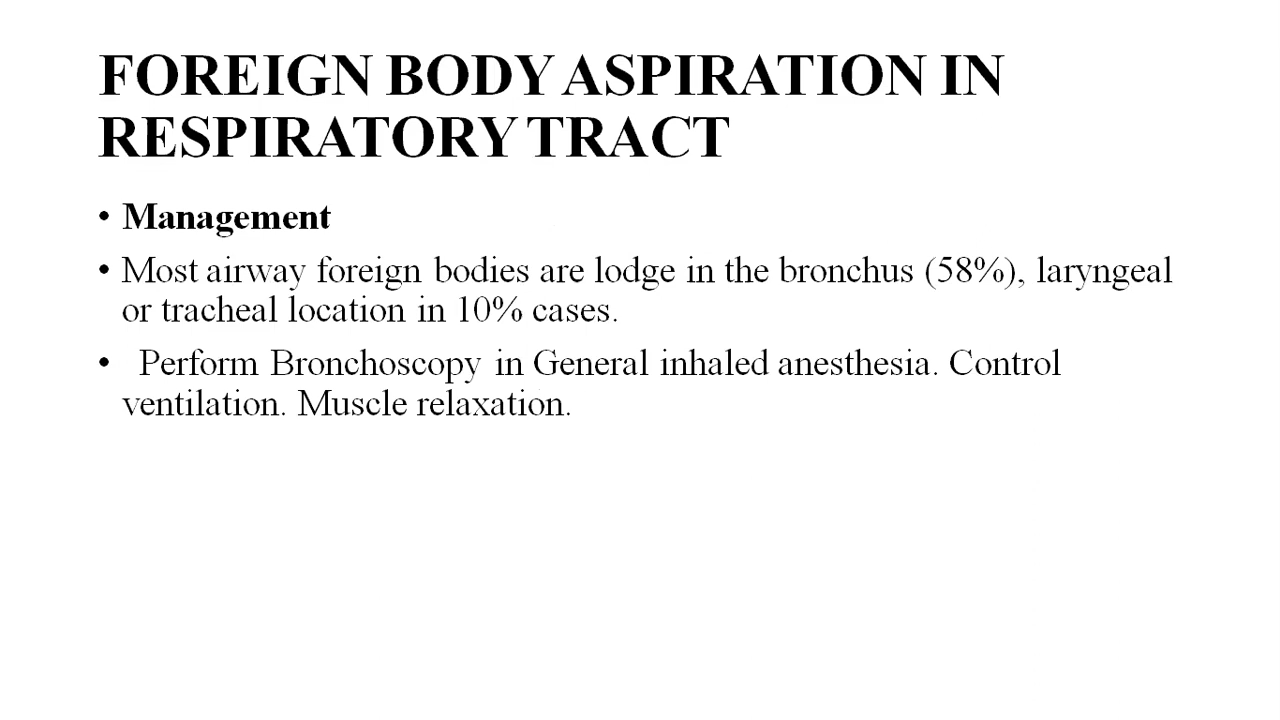 FOREIGN BODY ASPIRATION IN
RESPIRATORY TRACT
• Management
• Most airway foreign bodies are lodge in the bronchus (58%), laryngeal
or tracheal location in 10% cases.
• Perform Bronchoscopy in General inhaled anesthesia. Control
ventilation. Muscle relaxation.